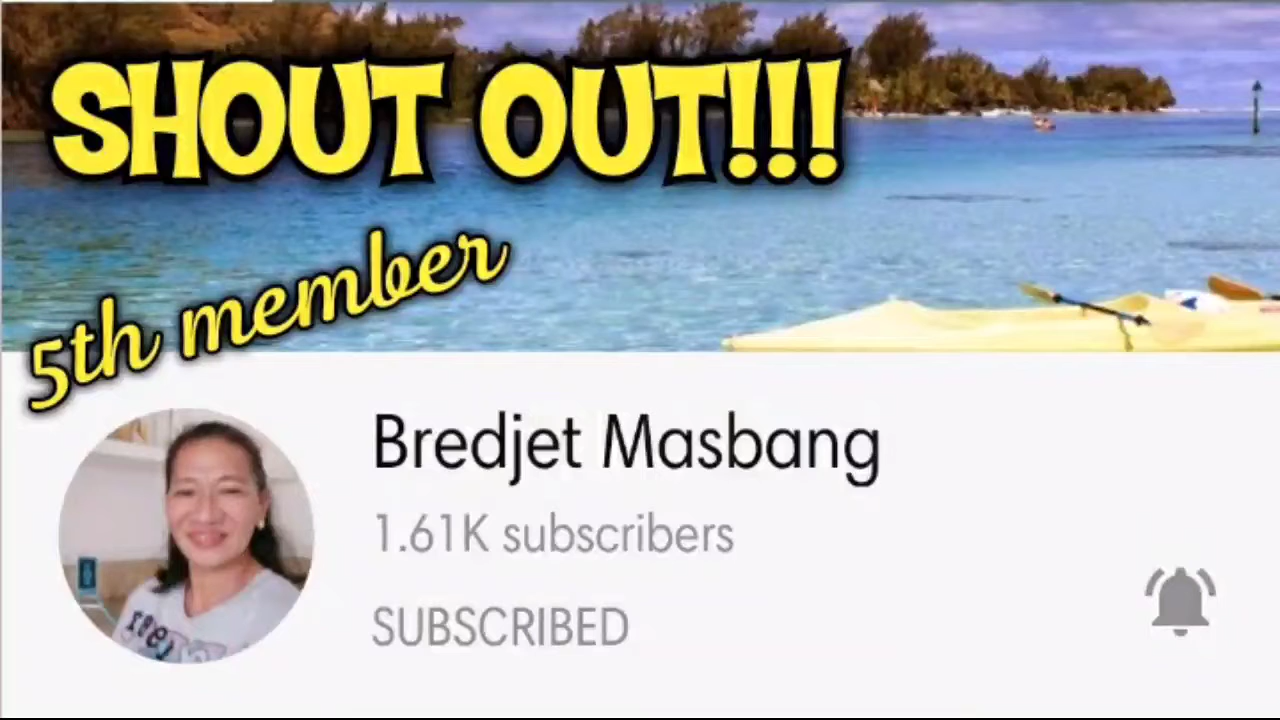 SHOUT OUT!!!
5th member
Bredjet Masbang
1.61K subscribers
SUBSCRIBED